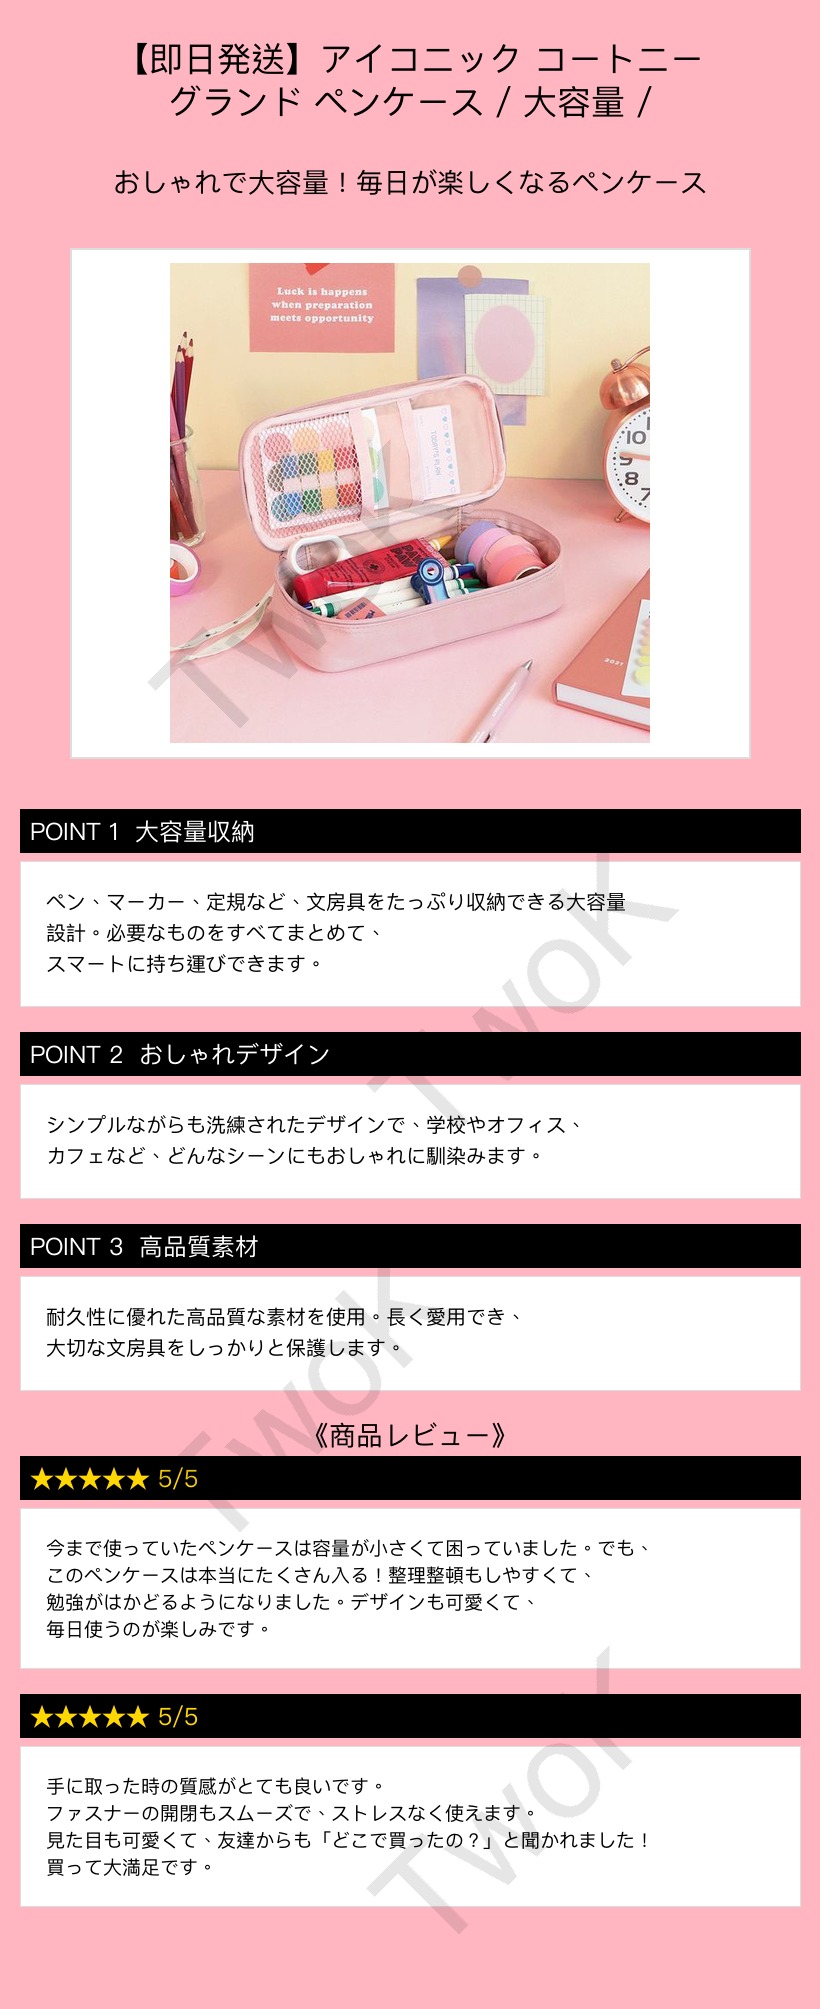 【即日発送】アイコニック コートニー
グランド ペンケース / 大容量 /
おしゃれで大容量！毎日が楽しくなるペンケース
Luck is happens
when preparation
meets opportunity
TODAY'S PLAN
10
9
8
7
2021
TwoK
POINT 1 大容量収納
ペン、マーカー、定規など、文房具をたっぷり収納できる大容量
設計。必要なものをすべてまとめて、
スマートに持ち運びできます。
TwoK
POINT 2 おしゃれデザイン
シンプルながらも洗練されたデザインで、学校やオフィス、
カフェなど、どんなシーンにもおしゃれに馴染みます。
POINT 3 高品質素材
耐久性に優れた高品質な素材を使用。長く愛用でき、
大切な文房具をしっかりと保護します。
TwoK
《商品レビュー》
★★★★★ 5/5
今まで使っていたペンケースは容量が小さくて困っていました。でも、
このペンケースは本当にたくさん入る！整理整頓もしやすくて、
勉強がはかどるようになりました。デザインも可愛くて、
毎日使うのが楽しみです。
★★★★★ 5/5
手に取った時の質感がとても良いです。
ファスナーの開閉もスムーズで、ストレスなく使えます。
見た目も可愛くて、友達からも「どこで買ったの？」と聞かれました！
買って大満足です。
TwoK